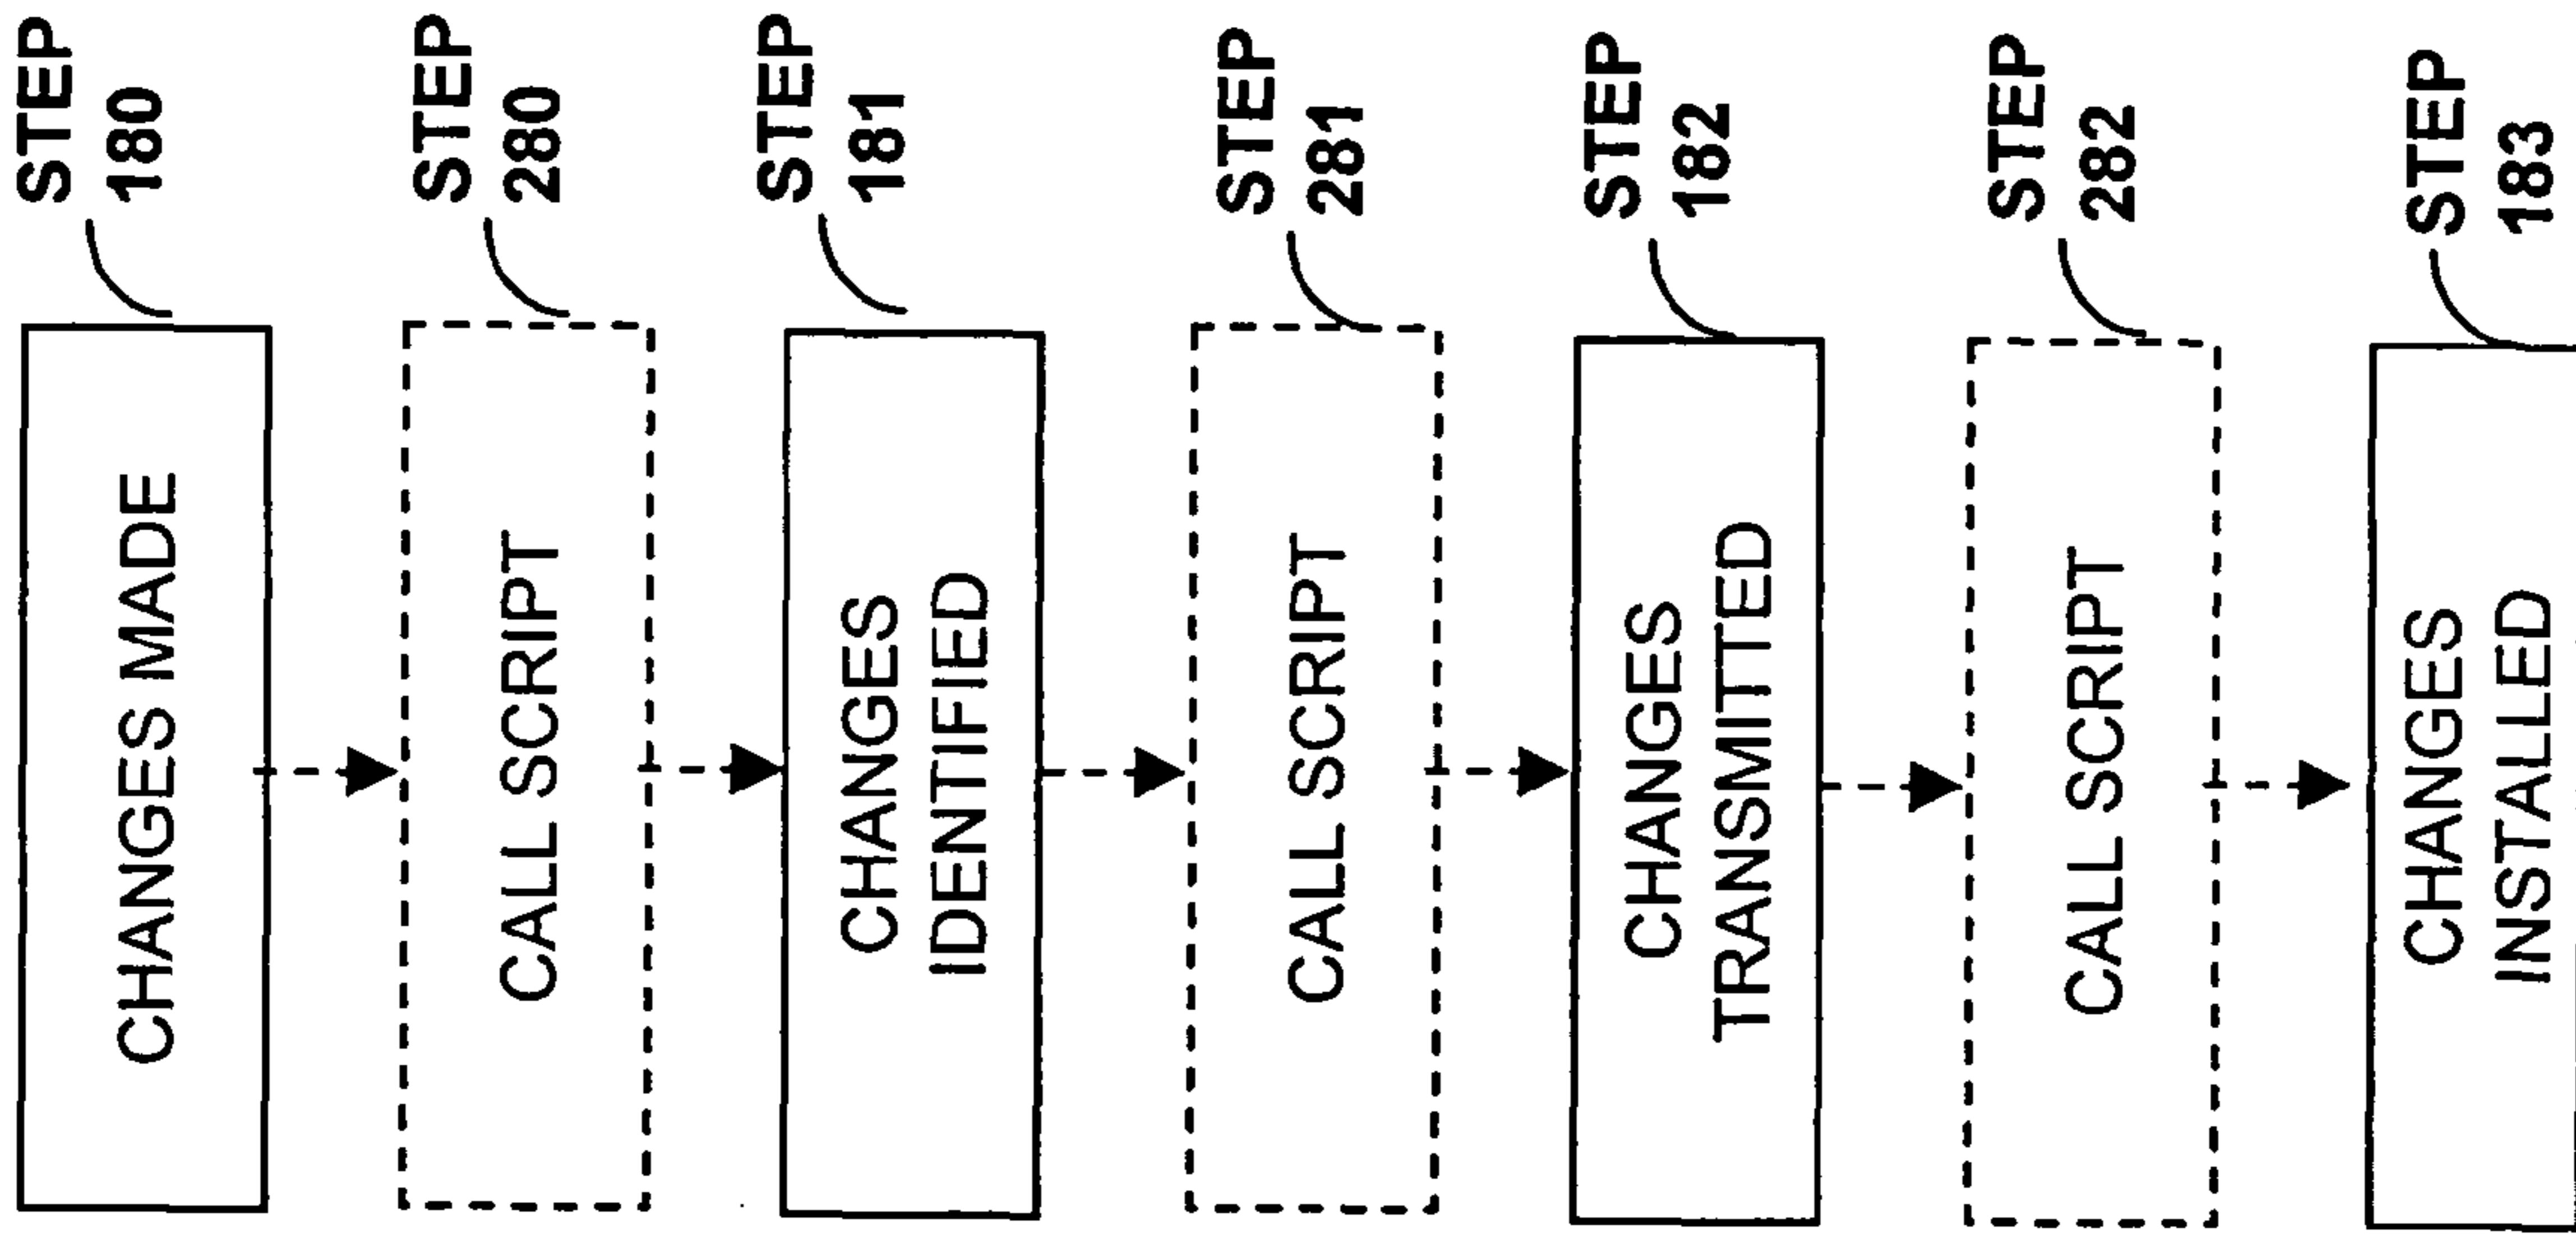 STEP
180
CHANGES MADE
STEP
280
CALL SCRIPT
STEP
181
CHANGES
IDENTIFIED
STEP
281
CALL SCRIPT
STEP
182
CHANGES
TRANSMITTED
STEP
282
CALL SCRIPT
STEP
183
CHANGES
INSTALLED